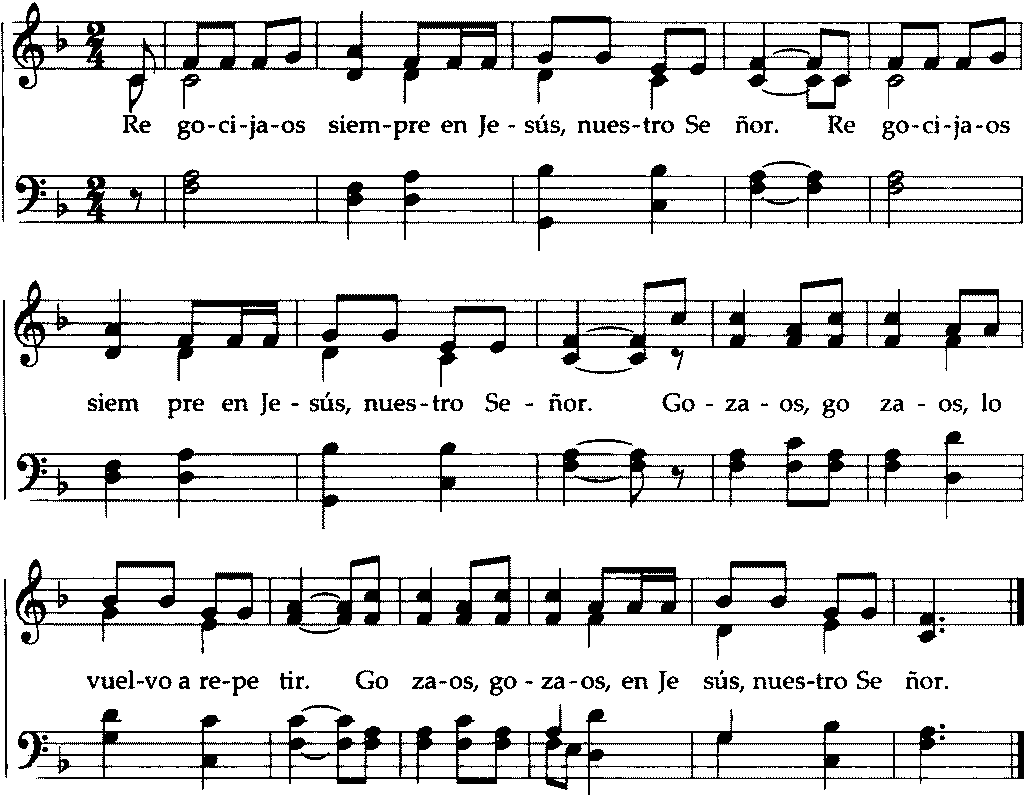 Re go-ci-ja-os siem-pre en Je - sús, nues-tro Se ñor. Re go-ci-ja-os
siem pre en Je - sús, nues-tro Se - ñor. Go - za - os, go za - os, lo
vuel-vo a re-pe tir. Go za-os, go - za-os, en Je sús, nues-tro Se ñor.